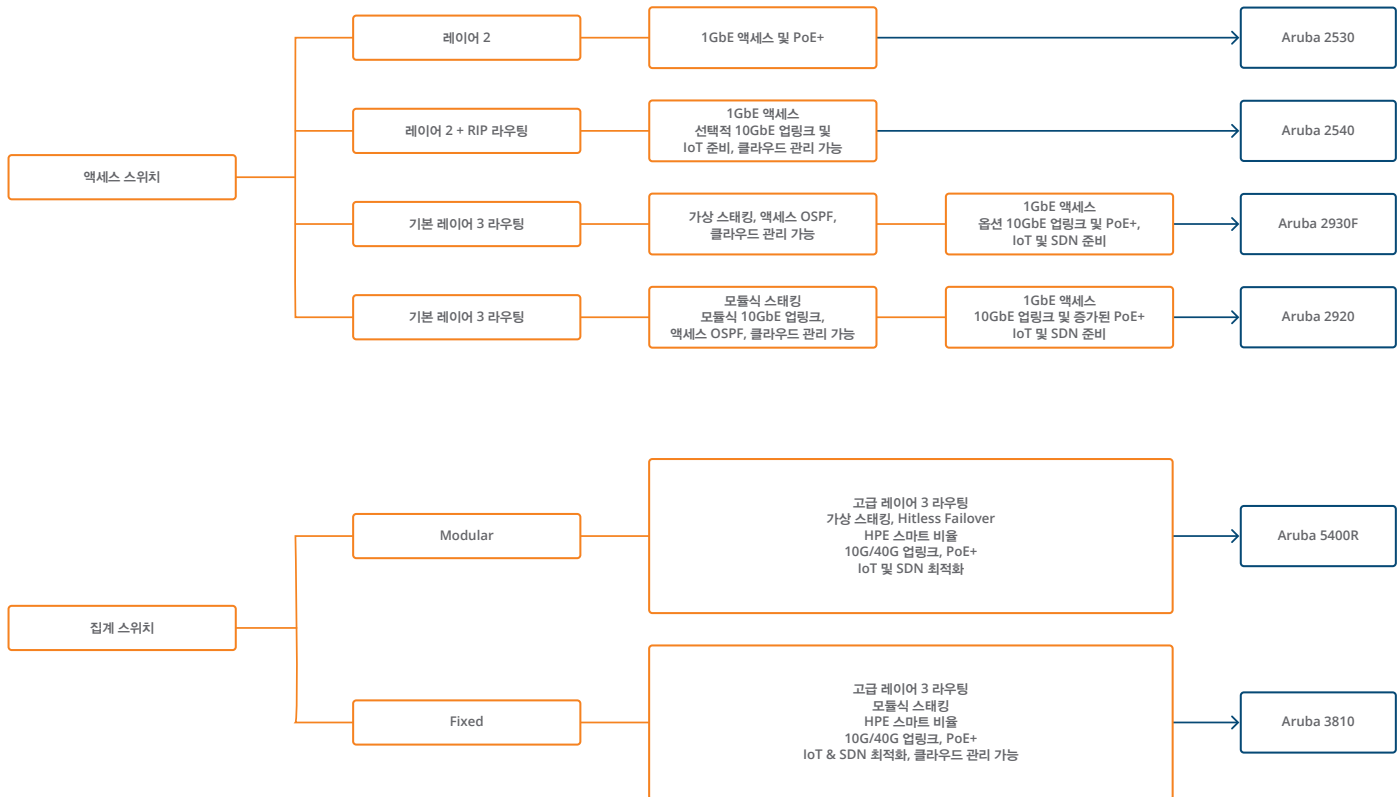 액세스 스위치
레이어 2
1GbE 액세스 및 PoE+
Aruba 2530
레이어 2 + RIP 라우팅
1GbE 액세스
선택적 10GbE 업링크 및
IoT 준비, 클라우드 관리 가능
Aruba 2540
기본 레이어 3 라우팅
가상 스태킹, 액세스 OSPF,
클라우드 관리 가능
1GbE 액세스
옵션 10GbE 업링크 및 PoE+,
IoT 및 SDN 준비
Aruba 2930F
기본 레이어 3 라우팅
모듈식 스태킹
모듈식 10GbE 업링크,
액세스 OSPF, 클라우드 관리 가능
1GbE 액세스
10GbE 업링크 및 증가된 PoE+
IoT 및 SDN 준비
Aruba 2920
집계 스위치
Modular
고급 레이어 3 라우팅
가상 스태킹, Hitless Failover
HPE 스마트 비율
10G/40G 업링크, PoE+
IoT 및 SDN 최적화
Aruba 5400R
Fixed
고급 레이어 3 라우팅
모듈식 스태킹
HPE 스마트 비율
10G/40G 업링크, PoE+
IoT & SDN 최적화, 클라우드 관리 가능
Aruba 3810